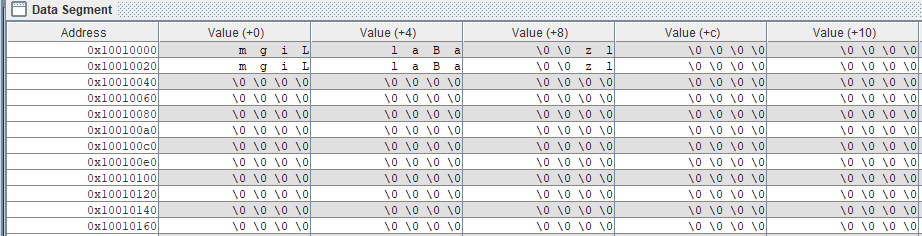 Data Segment
Address Value (+0) Value (+4) Value (+8) Value (+c) Value (+10)
0x10010000 m g i L l a B a \0 \0 z l \0 \0 \0 \0 \0 \0 \0 \0
0x10010020 m g i L l a B a \0 \0 z l \0 \0 \0 \0 \0 \0 \0 \0
0x10010040 \0 \0 \0 \0 \0 \0 \0 \0 \0 \0 \0 \0 \0 \0 \0 \0 \0 \0 \0 \0
0x10010060 \0 \0 \0 \0 \0 \0 \0 \0 \0 \0 \0 \0 \0 \0 \0 \0 \0 \0 \0 \0
0x10010080 \0 \0 \0 \0 \0 \0 \0 \0 \0 \0 \0 \0 \0 \0 \0 \0 \0 \0 \0 \0
0x100100a0 \0 \0 \0 \0 \0 \0 \0 \0 \0 \0 \0 \0 \0 \0 \0 \0 \0 \0 \0 \0
0x100100c0 \0 \0 \0 \0 \0 \0 \0 \0 \0 \0 \0 \0 \0 \0 \0 \0 \0 \0 \0 \0
0x100100e0 \0 \0 \0 \0 \0 \0 \0 \0 \0 \0 \0 \0 \0 \0 \0 \0 \0 \0 \0 \0
0x10010100 \0 \0 \0 \0 \0 \0 \0 \0 \0 \0 \0 \0 \0 \0 \0 \0 \0 \0 \0 \0
0x10010120 \0 \0 \0 \0 \0 \0 \0 \0 \0 \0 \0 \0 \0 \0 \0 \0 \0 \0 \0 \0
0x10010140 \0 \0 \0 \0 \0 \0 \0 \0 \0 \0 \0 \0 \0 \0 \0 \0 \0 \0 \0 \0
0x10010160 \0 \0 \0 \0 \0 \0 \0 \0 \0 \0 \0 \0 \0 \0 \0 \0 \0 \0 \0 \0